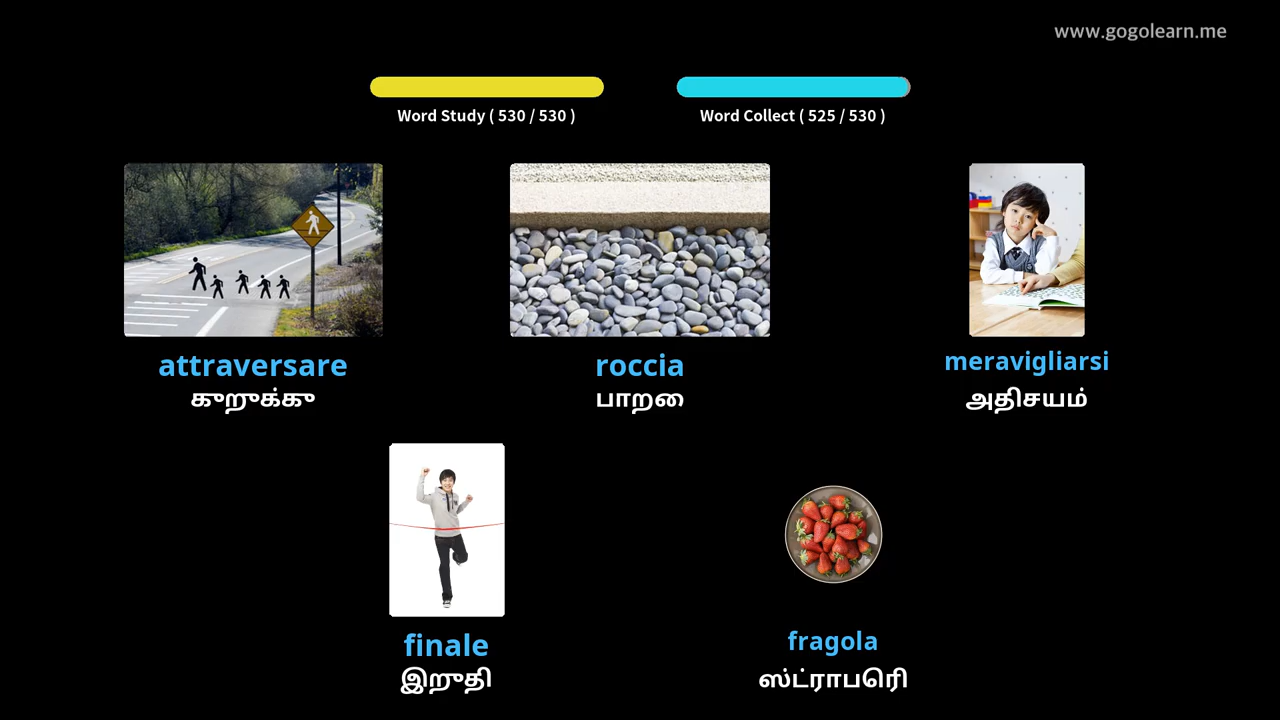 www.gogolearn.me
Word Study ( 530 / 530 )
Word Collect ( 525 / 530 )
attraversare
குறுக்கு
roccia
பாறை
meravigliarsi
அதிசயம்
finale
இறுதி
fragola
ஸ்ட்ராபெரி